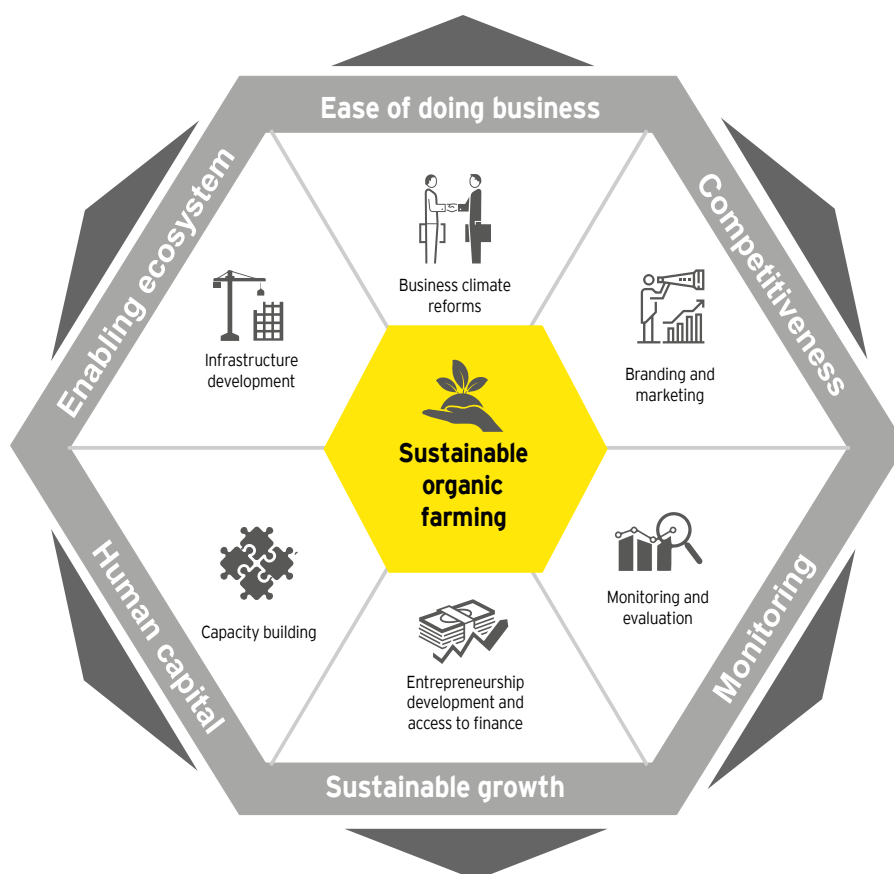 Ease of doing business
Enabling ecosystem
Competitiveness
Business climate
reforms
Infrastructure
development
Branding and
marketing
Sustainable
organic
farming
Capacity building
Monitoring and
evaluation
Entrepreneurship
development and
access to finance
Human capital
Monitoring
Sustainable growth